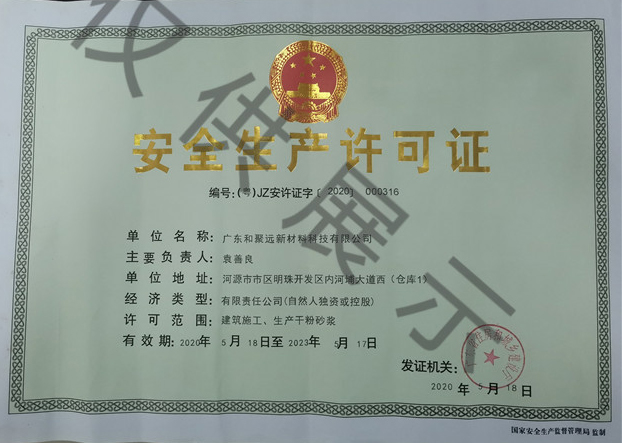 仅供展示
安全生产许可证
编号:(粤)JZ安许证字〔2020〕000316
单位名称: 广东和聚远新材料科技有限公司
主要负责人: 袁善良
单位地址: 河源市市区明珠开发区内河埔大道西（仓库1）
经济类型: 有限责任公司(自然人独资或控股)
许可范围: 建筑施工、生产干粉砂浆
有效期: 2020年 5月 18日至 2023年 5月 17日
发证机关:
2020 年 5月 18 日
国家安全生产监督管理局 监制